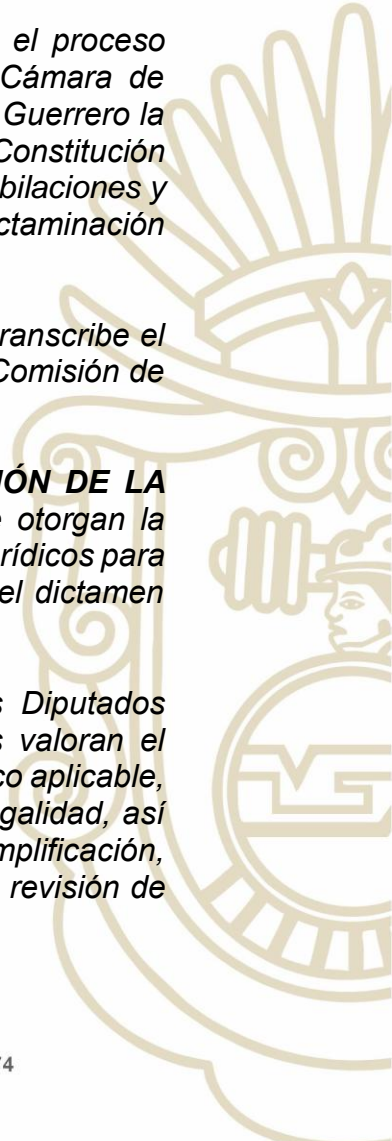 el proceso
Cámara de
Guerrero la
Constitución
bilaciones y
ctaminación
ranscribe el
Comisión de
IÓN DE LA
otorgan la
rídicos para
el dictamen
s Diputados
valoran el
co aplicable,
galidad, así
mplificación,
revisión de
74